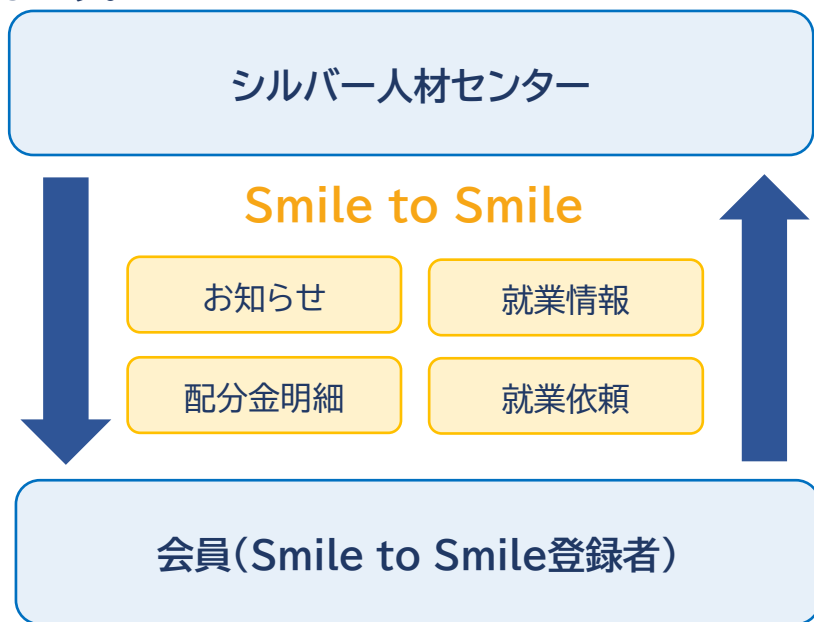 シルバー人材センター
Smile to Smile
お知らせ
就業情報
配分金明細
就業依頼
会員（Smile to Smile登録者）